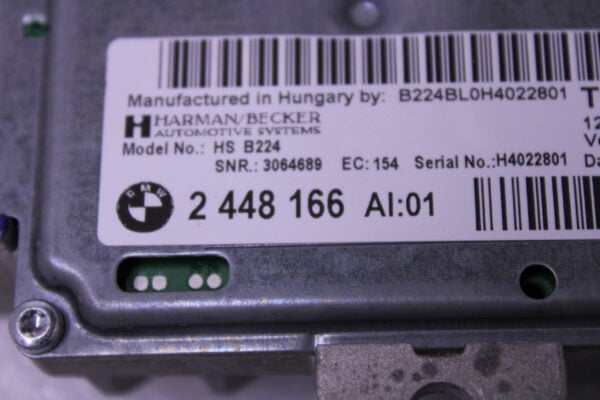 Manufactured in Hungary by: B224BL0H4022801
HARMAN/BECKER
AUTOMOTIVE SYSTEMS
Model No.: HS B224
SNR.: 3064689 EC: 154 Serial No.: H4022801
BMW
2 448 166 AI:01